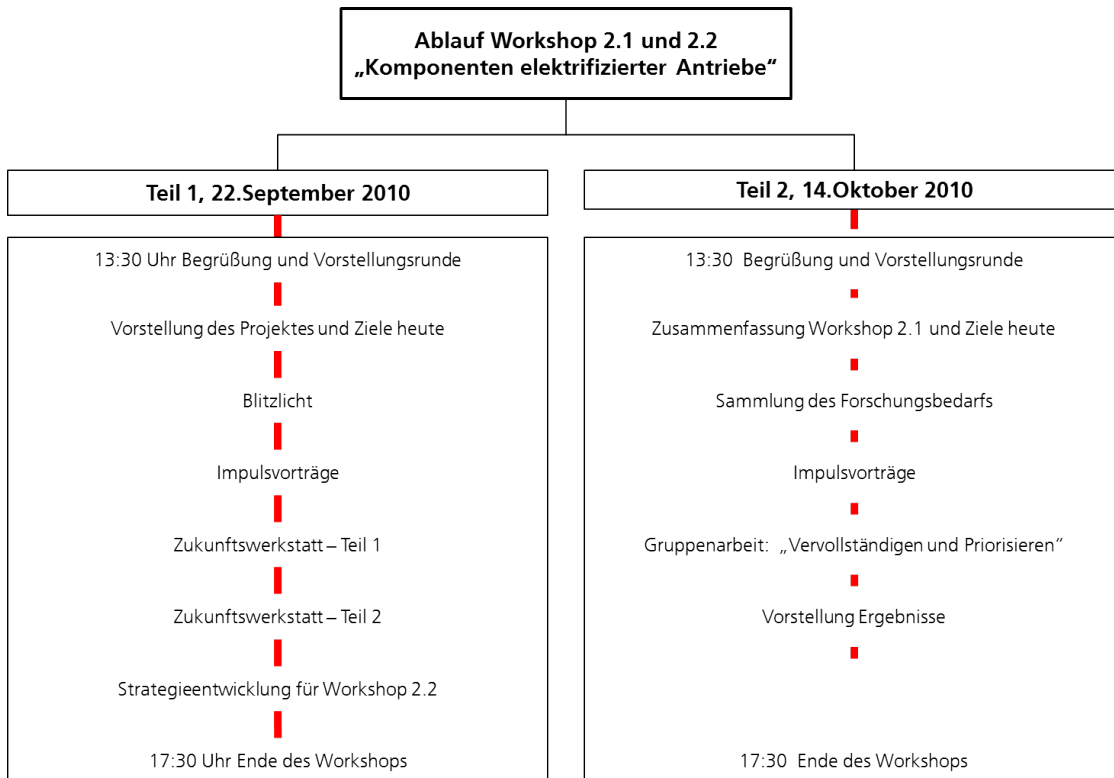 Ablauf Workshop 2.1 und 2.2
„Komponenten elektrifizierter Antriebe“
Teil 1, 22.September 2010
13:30 Uhr Begrüßung und Vorstellungsrunde
Vorstellung des Projektes und Ziele heute
Blitzlicht
Impulsvorträge
Zukunftswerkstatt – Teil 1
Zukunftswerkstatt – Teil 2
Strategieentwicklung für Workshop 2.2
17:30 Uhr Ende des Workshops
Teil 2, 14.Oktober 2010
13:30 Begrüßung und Vorstellungsrunde
Zusammenfassung Workshop 2.1 und Ziele heute
Sammlung des Forschungsbedarfs
Impulsvorträge
Gruppenarbeit: „Vervollständigen und Priorisieren“
Vorstellung Ergebnisse
17:30 Ende des Workshops